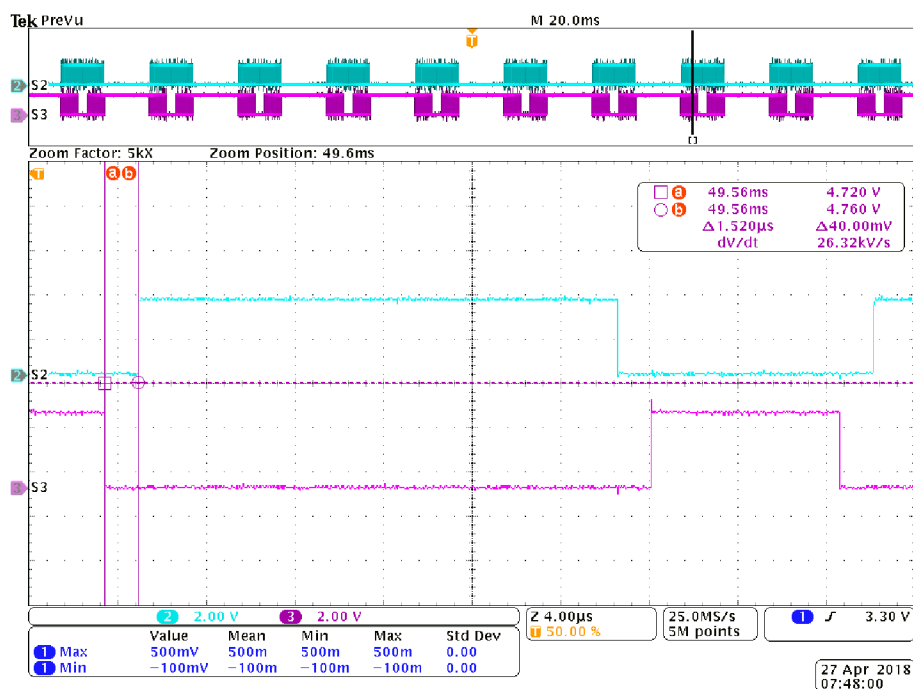 Tek PreVu M 20.0ms
T
2 S2
3 S3
[]
Zoom Factor: 5kX Zoom Position: 49.6ms
T a b
a 49.56ms 4.720 V
b 49.56ms 4.760 V
Δ1.520µs Δ40.00mV
dV/dt 26.32kV/s
2 S2
3 S3
2 2.00 V 3 2.00 V
Z 4.00µs
T 50.00 %
25.0MS/s
5M points
1 3.30 V
Value Mean Min Max Std Dev
1 Max 500mV 500m 500m 500m 0.00
1 Min −100mV −100m −100m −100m 0.00
27 Apr 2018
07:48:00